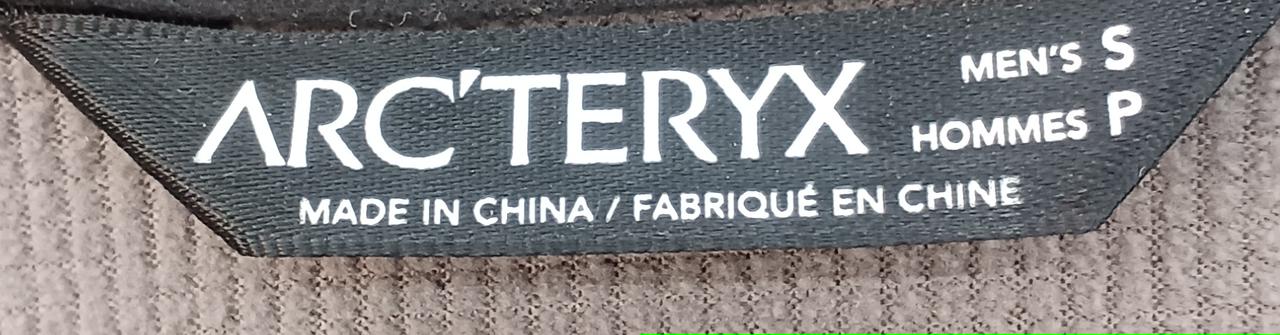 ARC'TERYX
MEN'S S
HOMMES P
MADE IN CHINA / FABRIQUÉ EN CHINE